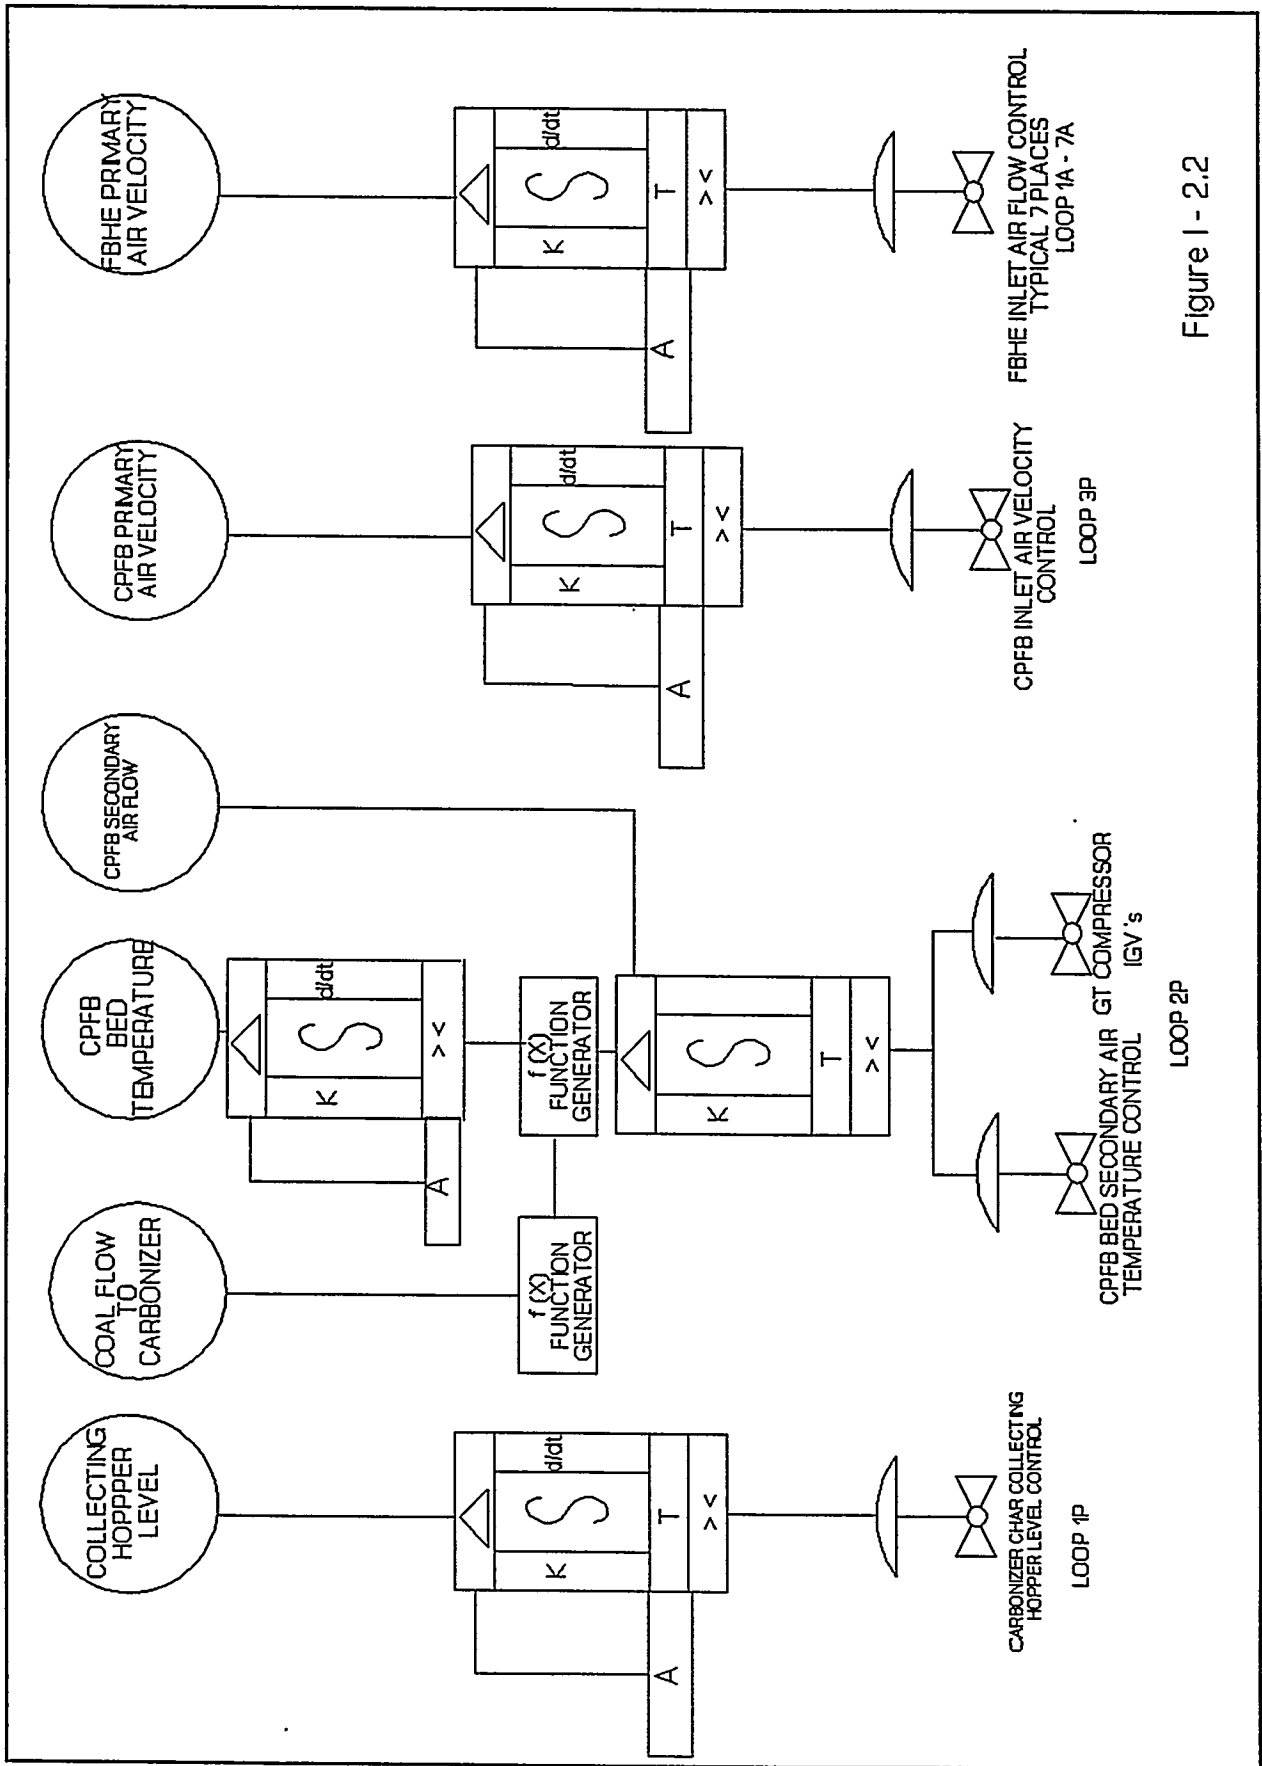 COLLECTING
HOPPPER
LEVEL
COAL FLOW
TO
CARBONIZER
CPFB
BED
TEMPERATURE
CPFB SECONDARY
AIR FLOW
CPFB PRIMARY
AIR VELOCITY
FBHE PRIMARY
AIR VELOCITY
K d/dt
A
T
> <
f (X)
FUNCTION
GENERATOR
K d/dt
A
> <
f (X)
FUNCTION
GENERATOR
K
T
> <
K d/dt
A
T
> <
K d/dt
A
T
> <
CARBONIZER CHAR COLLECTING
HOPPER LEVEL CONTROL
LOOP 1P
CPFB BED SECONDARY AIR
TEMPERATURE CONTROL
GT COMPRESSOR
IGV's
LOOP 2P
CPFB INLET AIR VELOCITY
CONTROL
LOOP 3P
FBHE INLET AIR FLOW CONTROL
TYPICAL 7 PLACES
LOOP 1A - 7A
Figure I - 2.2